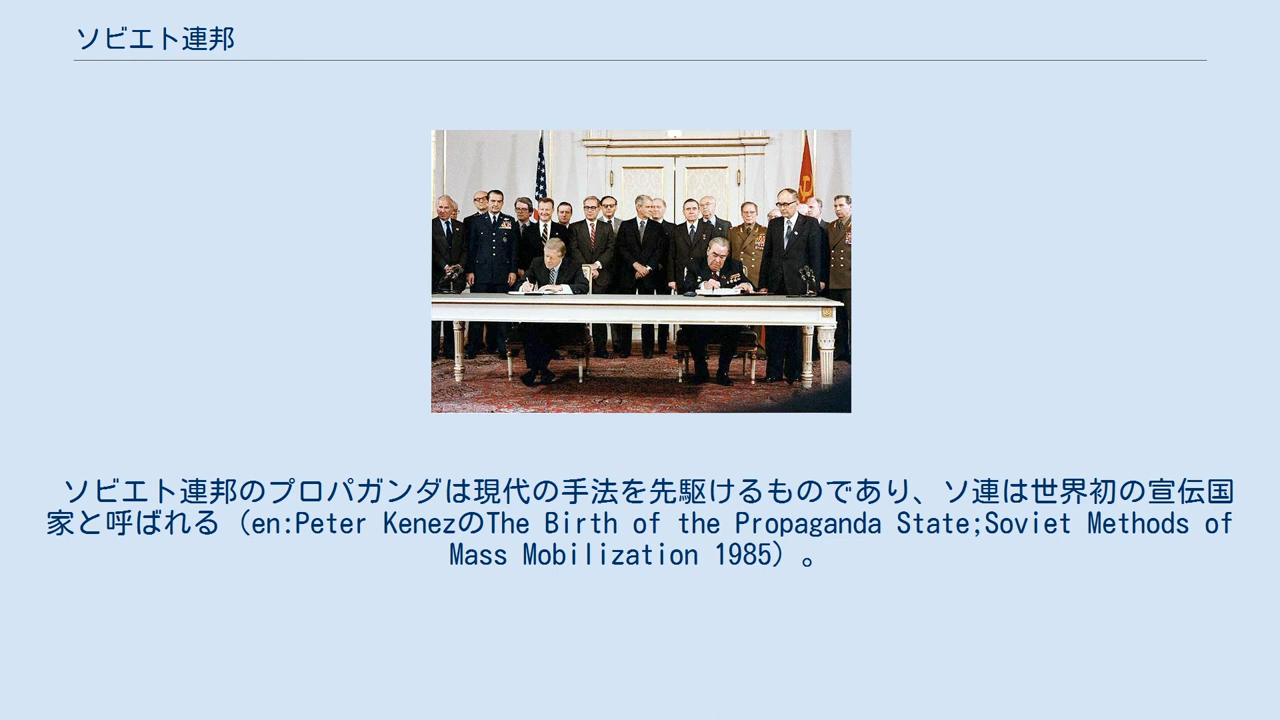 ソビエト連邦
ソビエト連邦のプロパガンダは現代の手法を先駆けるものであり、ソ連は世界初の宣伝国
家と呼ばれる（en:Peter KenezのThe Birth of the Propaganda State;Soviet Methods of
Mass Mobilization 1985）。